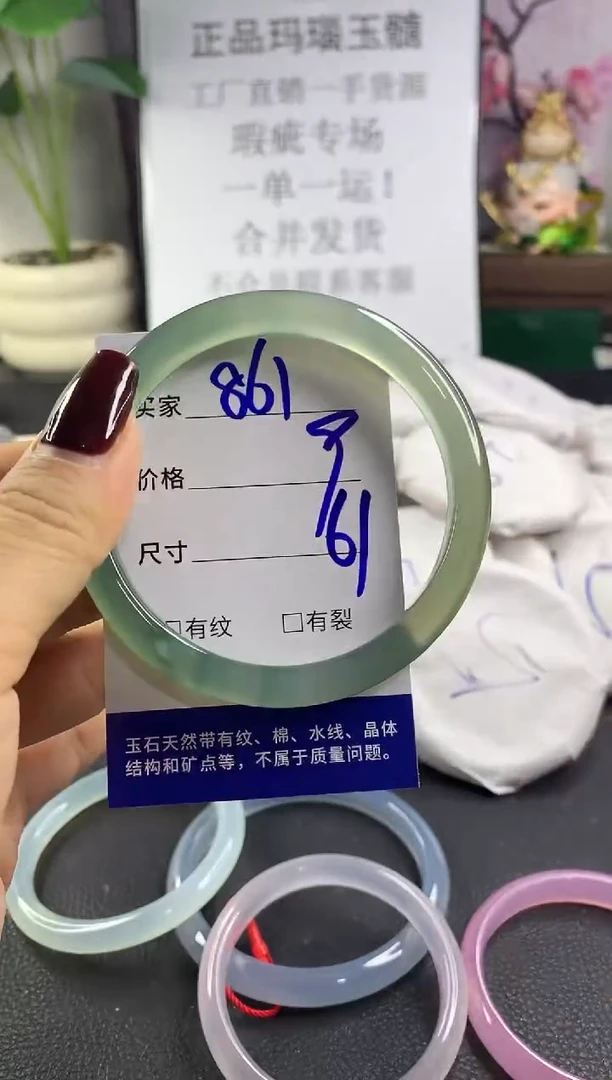 正品玛瑙玉髓
工厂直销一手货源
瑕疵专场
一单一运!
合并发货
买家 861
价格
尺寸 61
□有纹 □有裂
玉石天然带有纹、棉、水线、晶体
结构和矿点等，不属于质量问题。